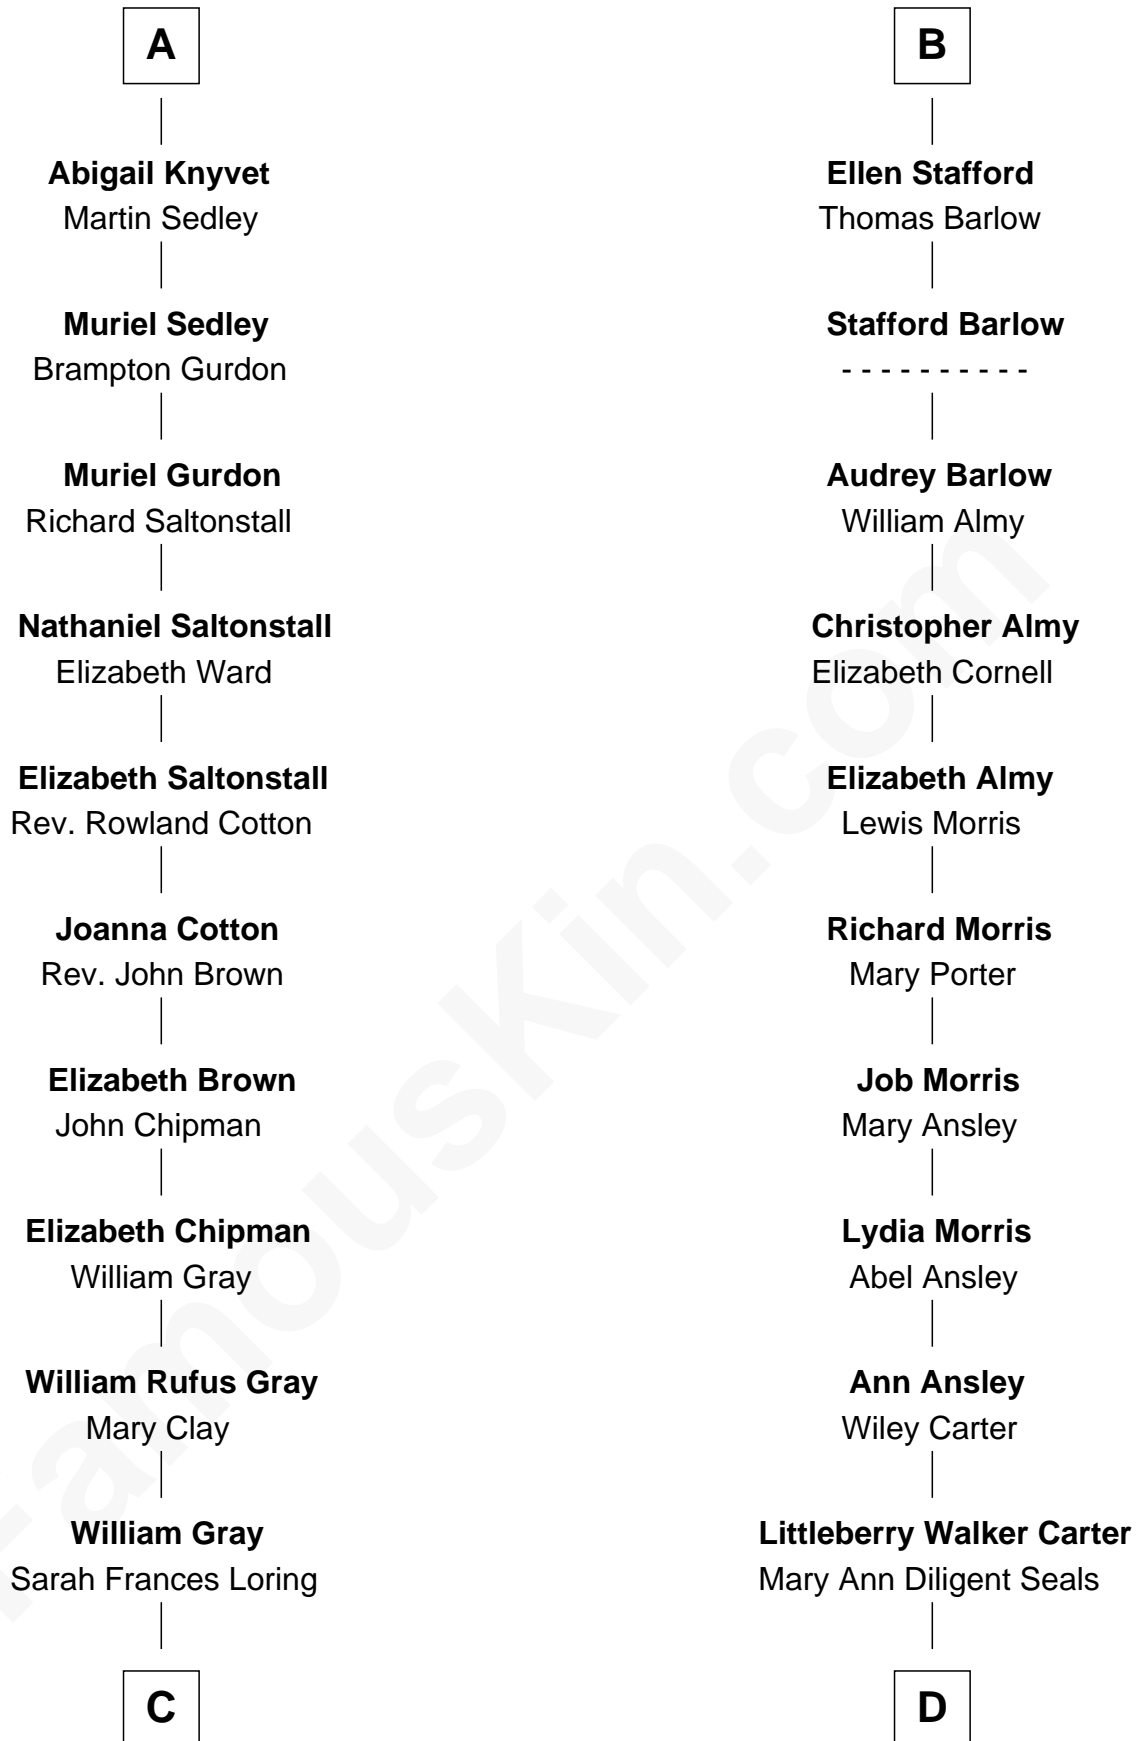 A
B
Abigail Knyvet
Martin Sedley
Ellen Stafford
Thomas Barlow
Muriel Sedley
Brampton Gurdon
Stafford Barlow
- - - - - - - - - -
Muriel Gurdon
Richard Saltonstall
Audrey Barlow
William Almy
Nathaniel Saltonstall
Elizabeth Ward
Christopher Almy
Elizabeth Cornell
Elizabeth Saltonstall
Rev. Rowland Cotton
Elizabeth Almy
Lewis Morris
Joanna Cotton
Rev. John Brown
Richard Morris
Mary Porter
Elizabeth Brown
John Chipman
Job Morris
Mary Ansley
Elizabeth Chipman
William Gray
Lydia Morris
Abel Ansley
William Rufus Gray
Mary Clay
Ann Ansley
Wiley Carter
William Gray
Sarah Frances Loring
Littleberry Walker Carter
Mary Ann Diligent Seals
C
D
FamousKin.com